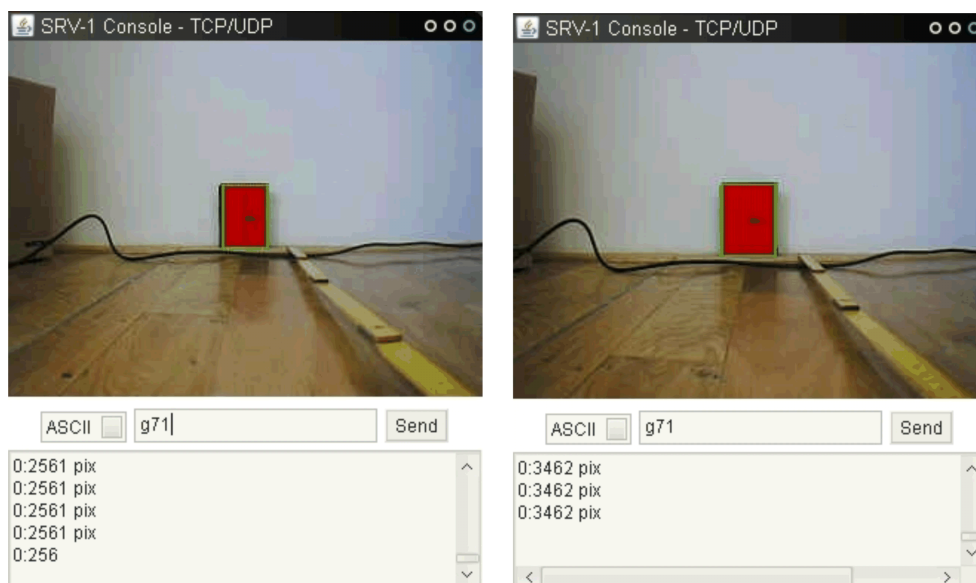 SRV-1 Console - TCP/UDP
ASCII
g71
Send
0:2561 pix
0:2561 pix
0:2561 pix
0:2561 pix
0:256
SRV-1 Console - TCP/UDP
ASCII
g71
Send
0:3462 pix
0:3462 pix
0:3462 pix